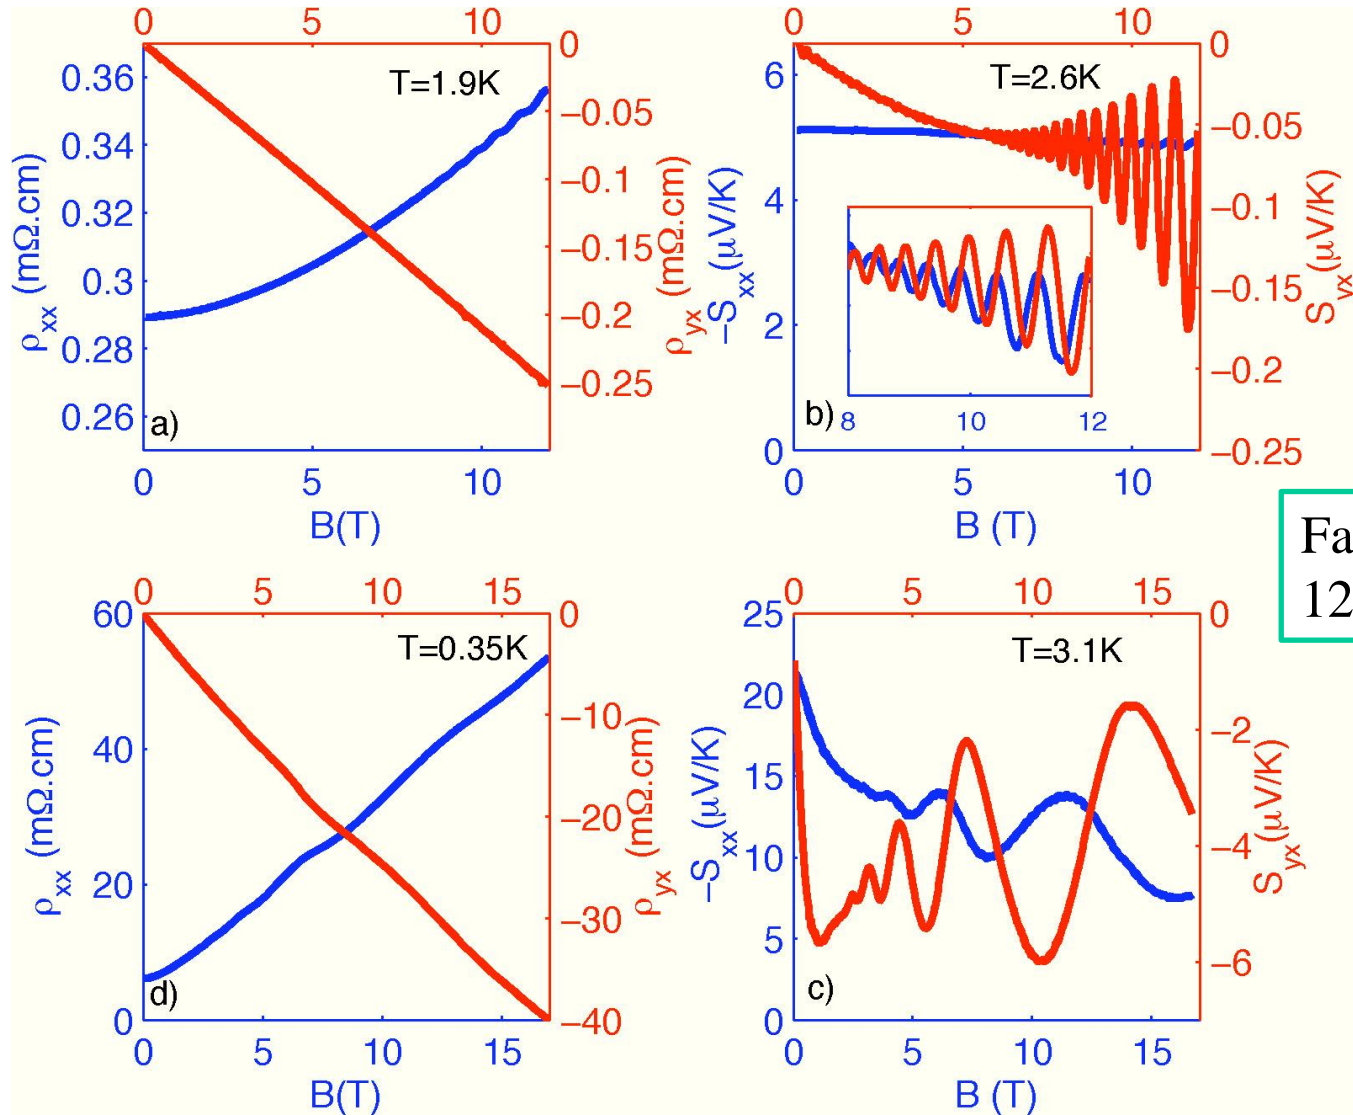 0 5 10
0.36
0.34
0.32
0.3
0.28
0.26
ρxx (mΩ.cm)
T=1.9K
a)
0
−0.05
−0.1
−0.15
−0.2
−0.25
ρyx (mΩ.cm)
0 5 10
B(T)
0 5 10
6
4
2
0
−Sxx (μV/K)
T=2.6K
8 10 12
b)
0
−0.05
−0.1
−0.15
−0.2
−0.25
Syx (μV/K)
0 5 10
B (T)
Fa
12
0 5 10 15
60
40
20
0
ρxx (mΩ.cm)
T=0.35K
d)
0
−10
−20
−30
−40
ρyx (mΩ.cm)
0 5 10 15
B(T)
0 5 10 15
25
20
15
10
5
0
−Sxx (μV/K)
T=3.1K
c)
0
−2
−4
−6
Syx (μV/K)
0 5 10 15
B (T)